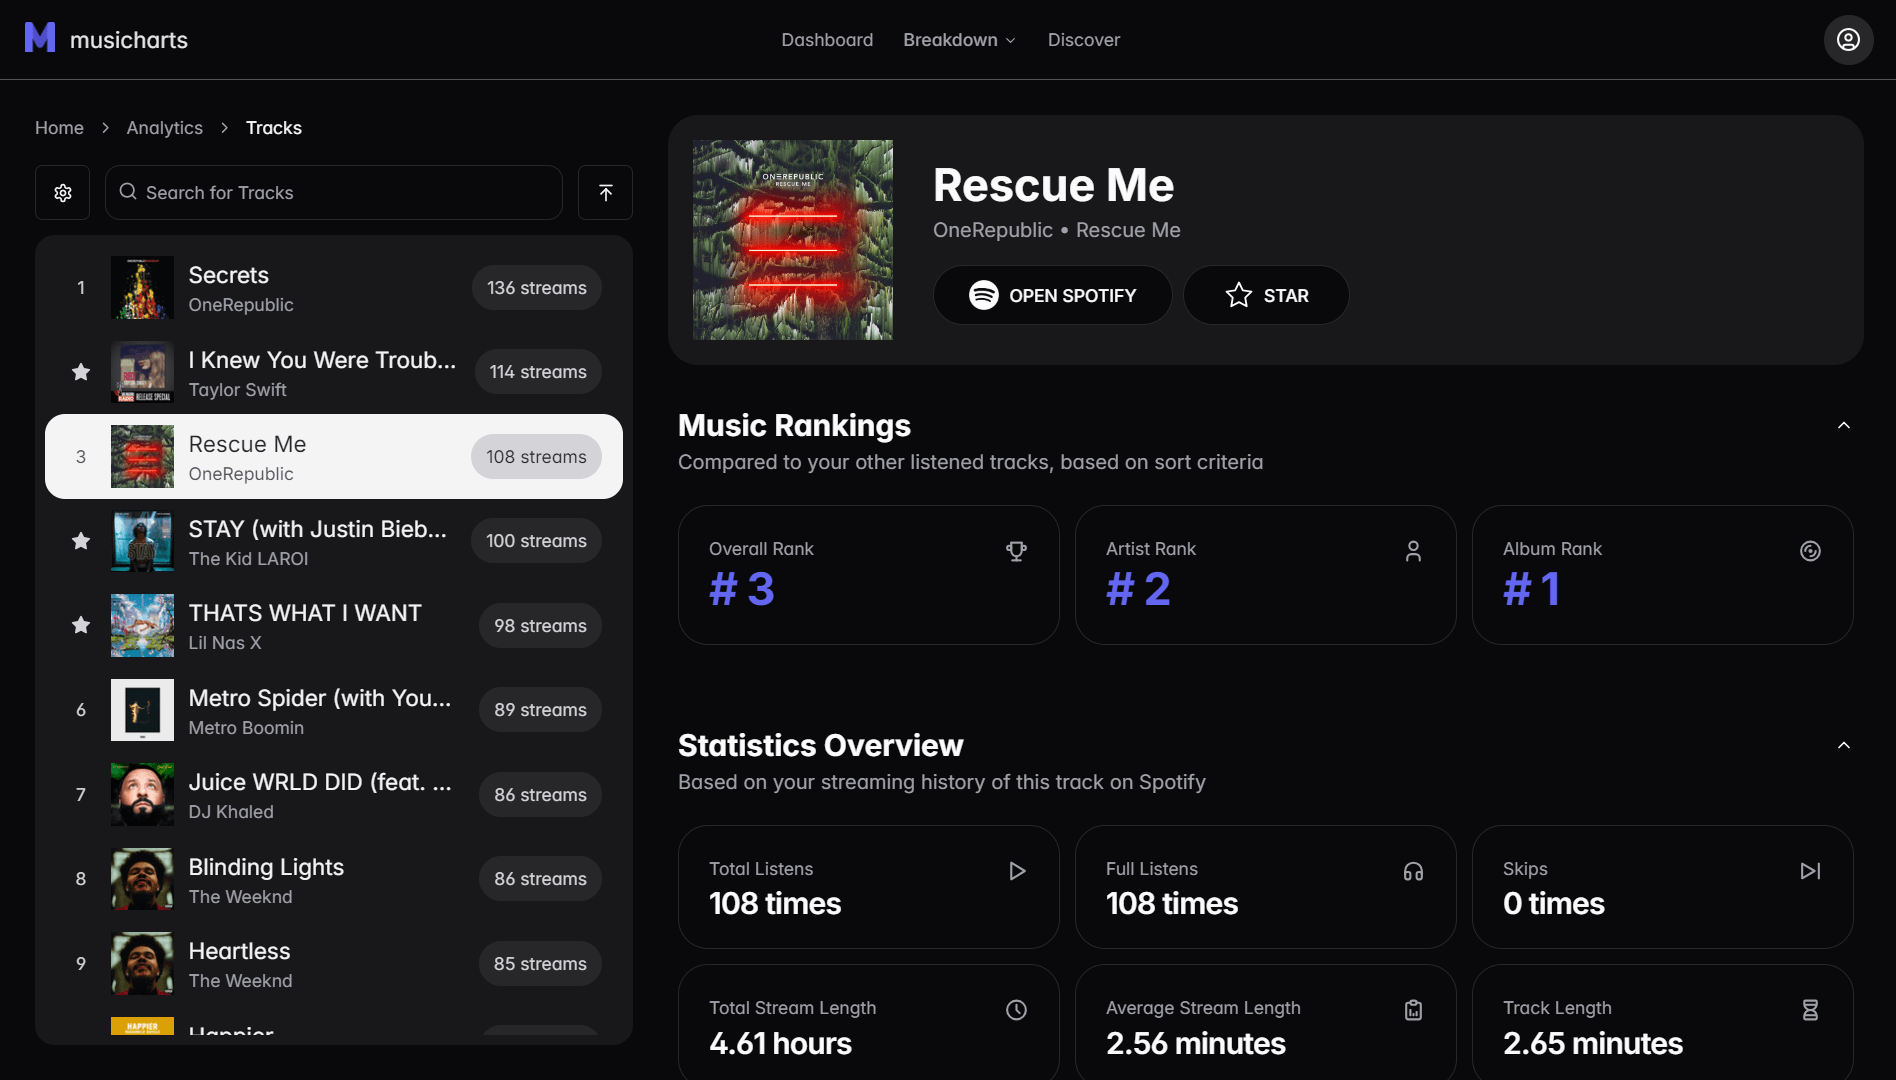 musicharts
Dashboard
Breakdown
Discover
Home > Analytics > Tracks
Search for Tracks
1
Secrets
OneRepublic
136 streams
I Knew You Were Troub...
Taylor Swift
114 streams
3
Rescue Me
OneRepublic
108 streams
STAY (with Justin Bieb...
The Kid LAROI
100 streams
THATS WHAT I WANT
Lil Nas X
98 streams
6
Metro Spider (with You...
Metro Boomin
89 streams
7
Juice WRLD DID (feat. ...
DJ Khaled
86 streams
8
Blinding Lights
The Weeknd
86 streams
9
Heartless
The Weeknd
85 streams
HAPPIER
Happier
ONEREPUBLIC
RESCUE ME
Rescue Me
OneRepublic • Rescue Me
OPEN SPOTIFY
STAR
Music Rankings
Compared to your other listened tracks, based on sort criteria
Overall Rank
# 3
Artist Rank
# 2
Album Rank
# 1
Statistics Overview
Based on your streaming history of this track on Spotify
Total Listens
108 times
Full Listens
108 times
Skips
0 times
Total Stream Length
4.61 hours
Average Stream Length
2.56 minutes
Track Length
2.65 minutes